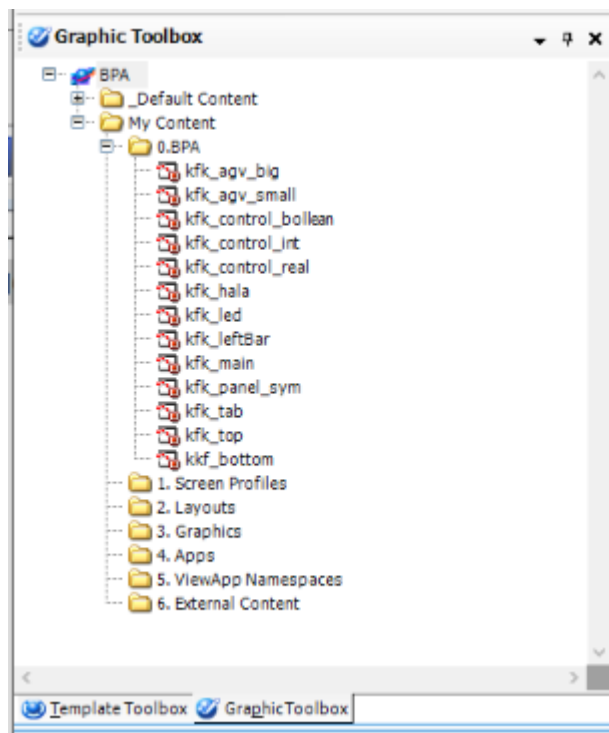 Graphic Toolbox
BPA
_Default Content
My Content
0.BPA
kfk_agv_big
kfk_agv_small
kfk_control_bollean
kfk_control_int
kfk_control_real
kfk_hala
kfk_led
kfk_leftBar
kfk_main
kfk_panel_sym
kfk_tab
kfk_top
kkf_bottom
1. Screen Profiles
2. Layouts
3. Graphics
4. Apps
5. ViewApp Namespaces
6. External Content
Template Toolbox GraphicToolbox